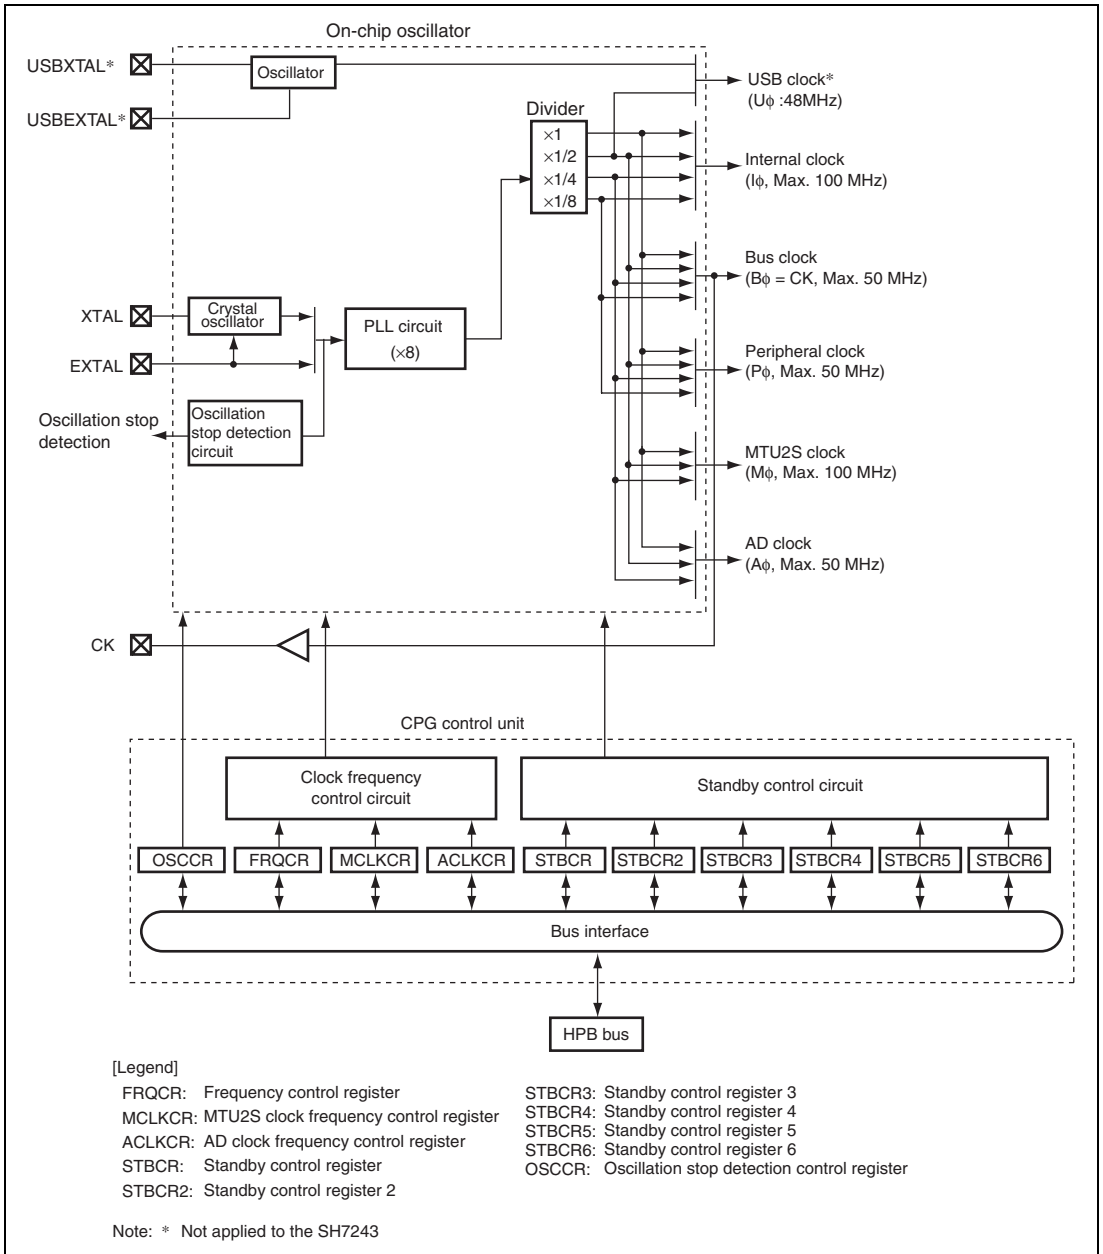 On-chip oscillator
USBXTAL*
Oscillator
USB clock*
(Uϕ :48MHz)
USBEXTAL*
Divider
×1
×1/2
×1/4
×1/8
Internal clock
(Iϕ, Max. 100 MHz)
Bus clock
(Bϕ = CK, Max. 50 MHz)
XTAL
Crystal
oscillator
PLL circuit
(×8)
EXTAL
Peripheral clock
(Pϕ, Max. 50 MHz)
Oscillation stop
detection
Oscillation
stop detection
circuit
MTU2S clock
(Mϕ, Max. 100 MHz)
AD clock
(Aϕ, Max. 50 MHz)
CK
CPG control unit
Clock frequency
control circuit
Standby control circuit
OSCCR
FRQCR
MCLKCR
ACLKCR
STBCR
STBCR2
STBCR3
STBCR4
STBCR5
STBCR6
Bus interface
HPB bus
[Legend]
FRQCR: Frequency control register
MCLKCR: MTU2S clock frequency control register
ACLKCR: AD clock frequency control register
STBCR: Standby control register
STBCR2: Standby control register 2
STBCR3: Standby control register 3
STBCR4: Standby control register 4
STBCR5: Standby control register 5
STBCR6: Standby control register 6
OSCCR: Oscillation stop detection control register
Note: * Not applied to the SH7243